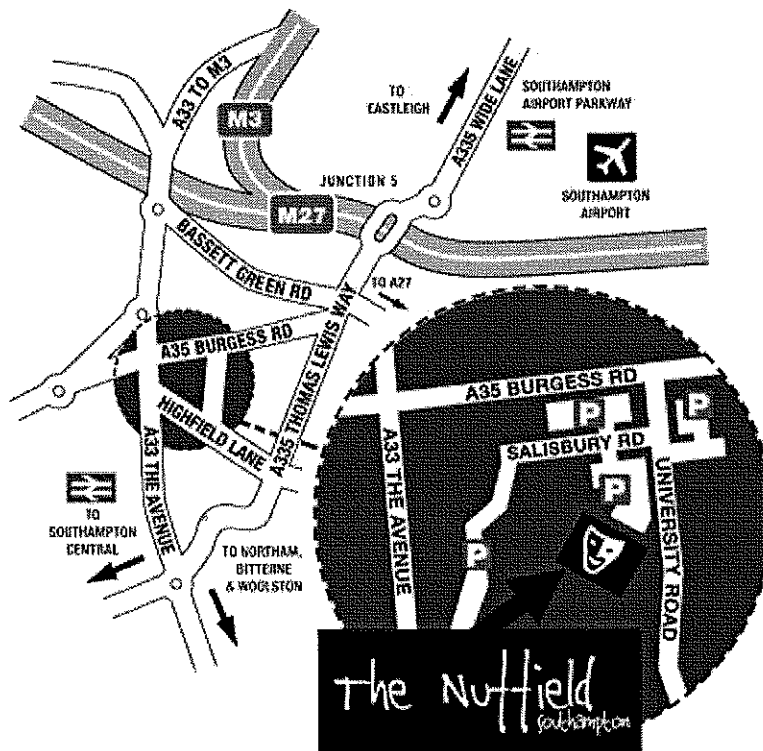 A33 TO M3
M3
TO
EASTLEIGH
A335 WIDE LANE
SOUTHAMPTON
AIRPORT PARKWAY
SOUTHAMPTON
AIRPORT
JUNCTION 5
M27
BASSETT GREEN RD
TO A27
A35 BURGESS RD
A335 THOMAS LEWIS WAY
HIGHFIELD LANE
A33 THE AVENUE
TO
SOUTHAMPTON
CENTRAL
TO NORTHAM,
BITTERNE
& WOOLSTON
A35 BURGESS RD
A33 THE AVENUE
P
P
SALISBURY RD
P
P
UNIVERSITY ROAD
The Nuffield
Southampton